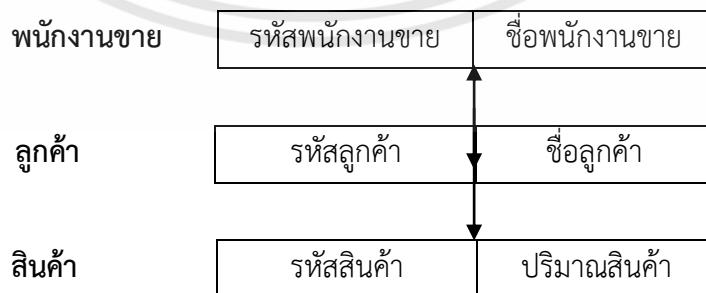 พนักงานขาย รหัสพนักงานขาย ชื่อพนักงานขาย
ลูกค้า รหัสลูกค้า ชื่อลูกค้า
สินค้า รหัสสินค้า ปริมาณสินค้า